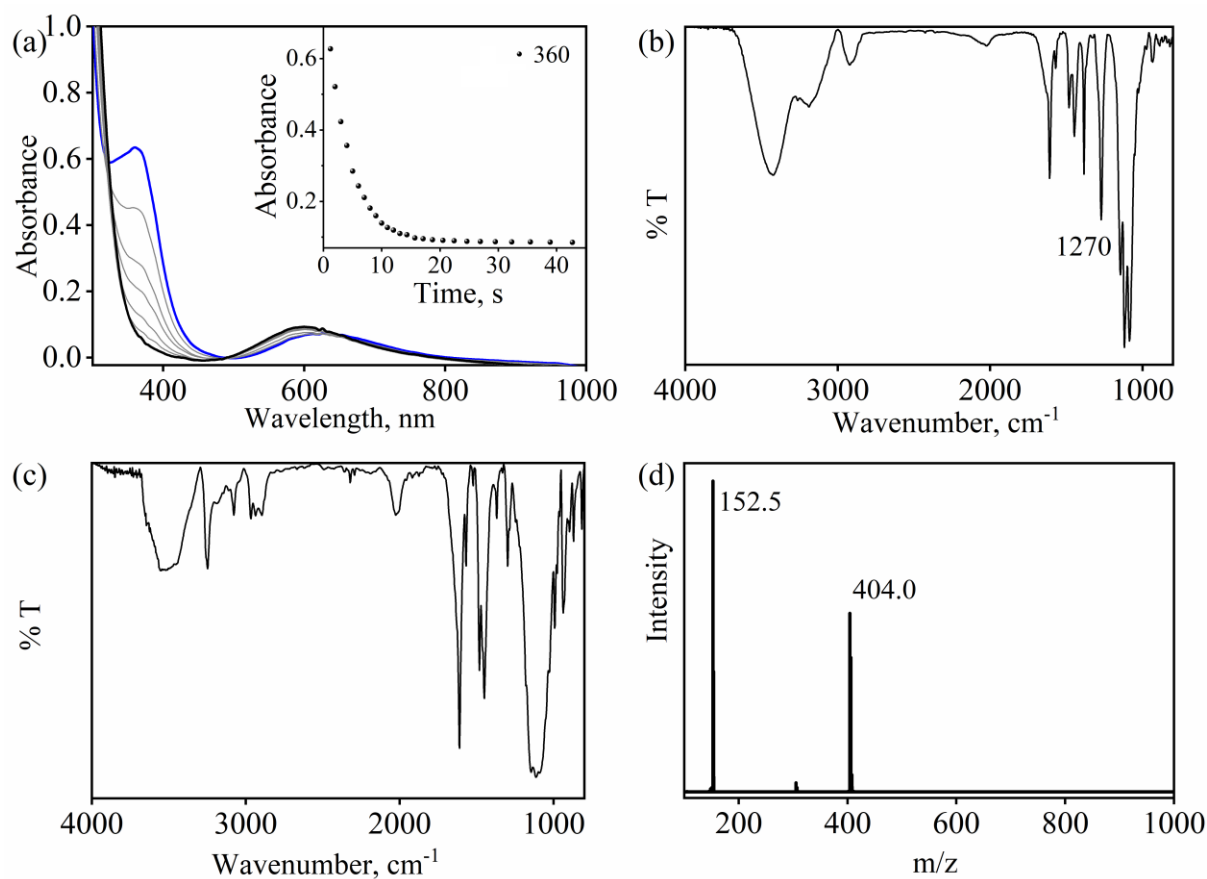 (a)
1.0
0.8
0.6
0.4
0.2
0.0
Absorbance
400
600
800
1000
Wavelength, nm
360
0.6
0.4
0.2
Absorbance
0
10
20
30
40
Time, s
(b)
% T
1270
4000
3000
2000
1000
Wavenumber, cm-1
(c)
% T
4000
3000
2000
1000
Wavenumber, cm-1
(d)
152.5
404.0
Intensity
200
400
600
800
1000
m/z